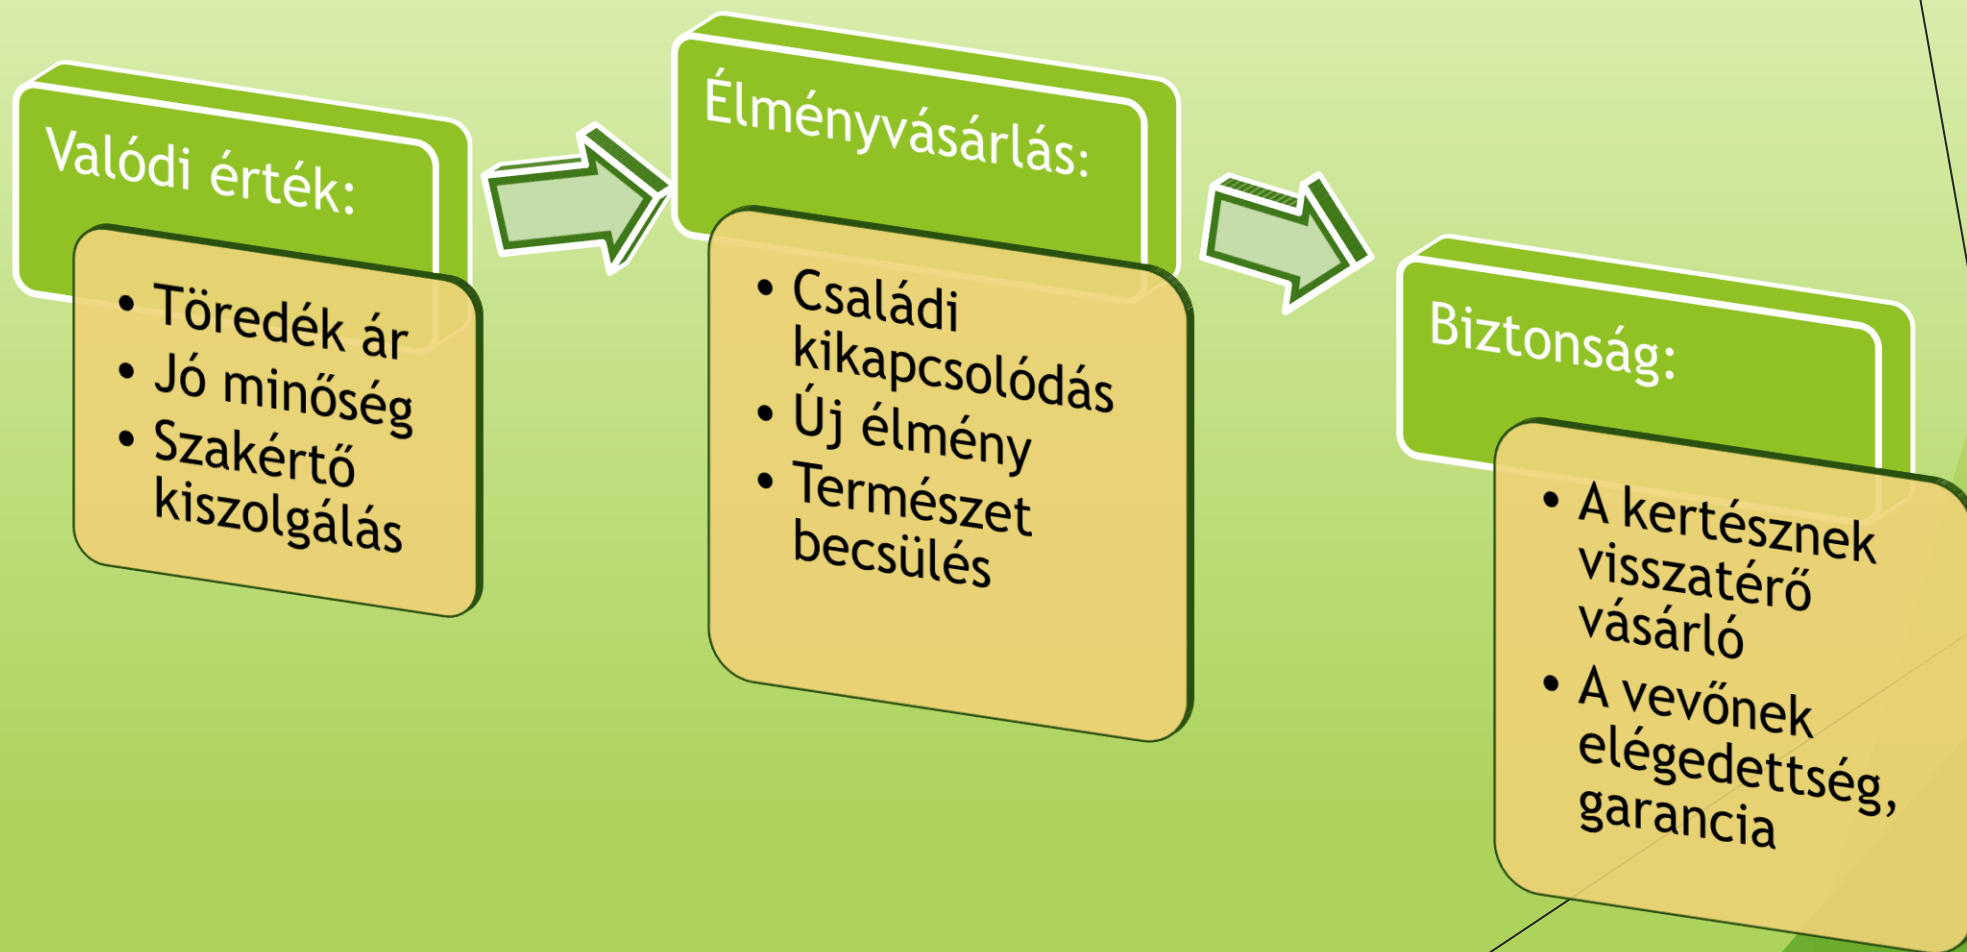 Valódi érték:
• Töredék ár
• Jó minőség
• Szakértő
kiszolgálás
Élményvásárlás:
• Családi
kikapcsolódás
• Új élmény
• Természet
becsülés
Biztonság:
• A kertésznek
visszatérő
vásárló
• A vevőnek
elégedettség,
garancia